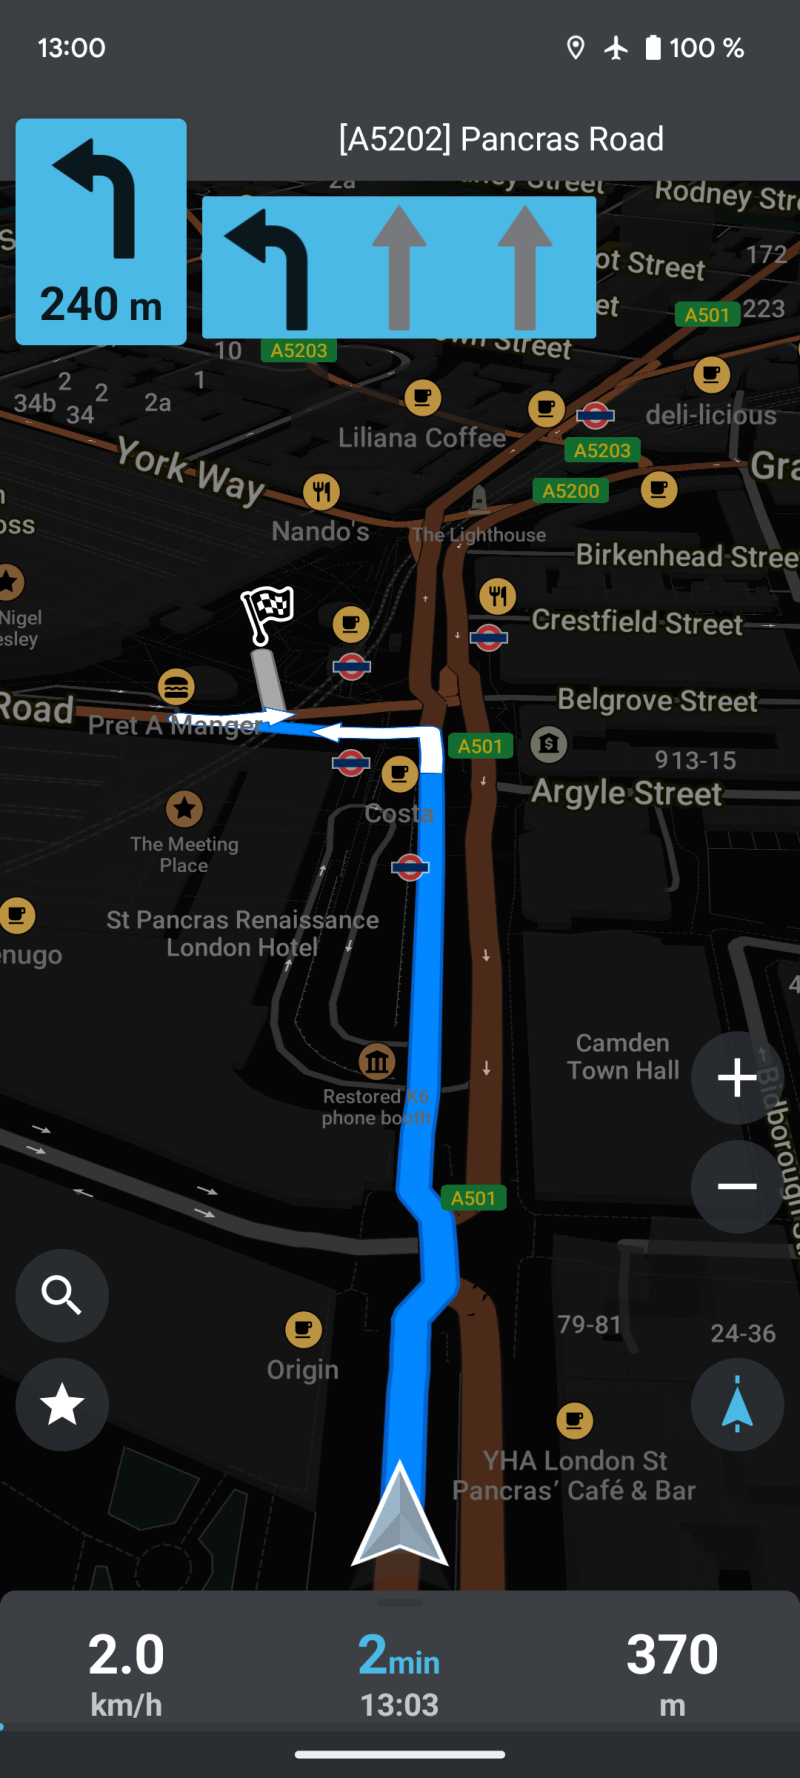 13:00
100 %
[A5202] Pancras Road
240 m
2a
Rodney Str
172
ot Street
et
A501
223
Street
10
A5203
1
2
2
34b
34
2a
Liliana Coffee
deli-licious
A5203
York Way
Gra
A5200
Nando's
The Lighthouse
oss
Birkenhead Stree
Nigel
esley
Crestfield Street
Road
Belgrove Street
Pret A Manger
A501
913-15
Costa
Argyle Street
The Meeting
Place
St Pancras Renaissance
London Hotel
enugo
4
Camden
Town Hall
Restored K6
phone booth
Bidborough S
A501
79-81
24-36
Origin
YHA London St
Pancras’ Café & Bar
2.0
km/h
2min
13:03
370
m